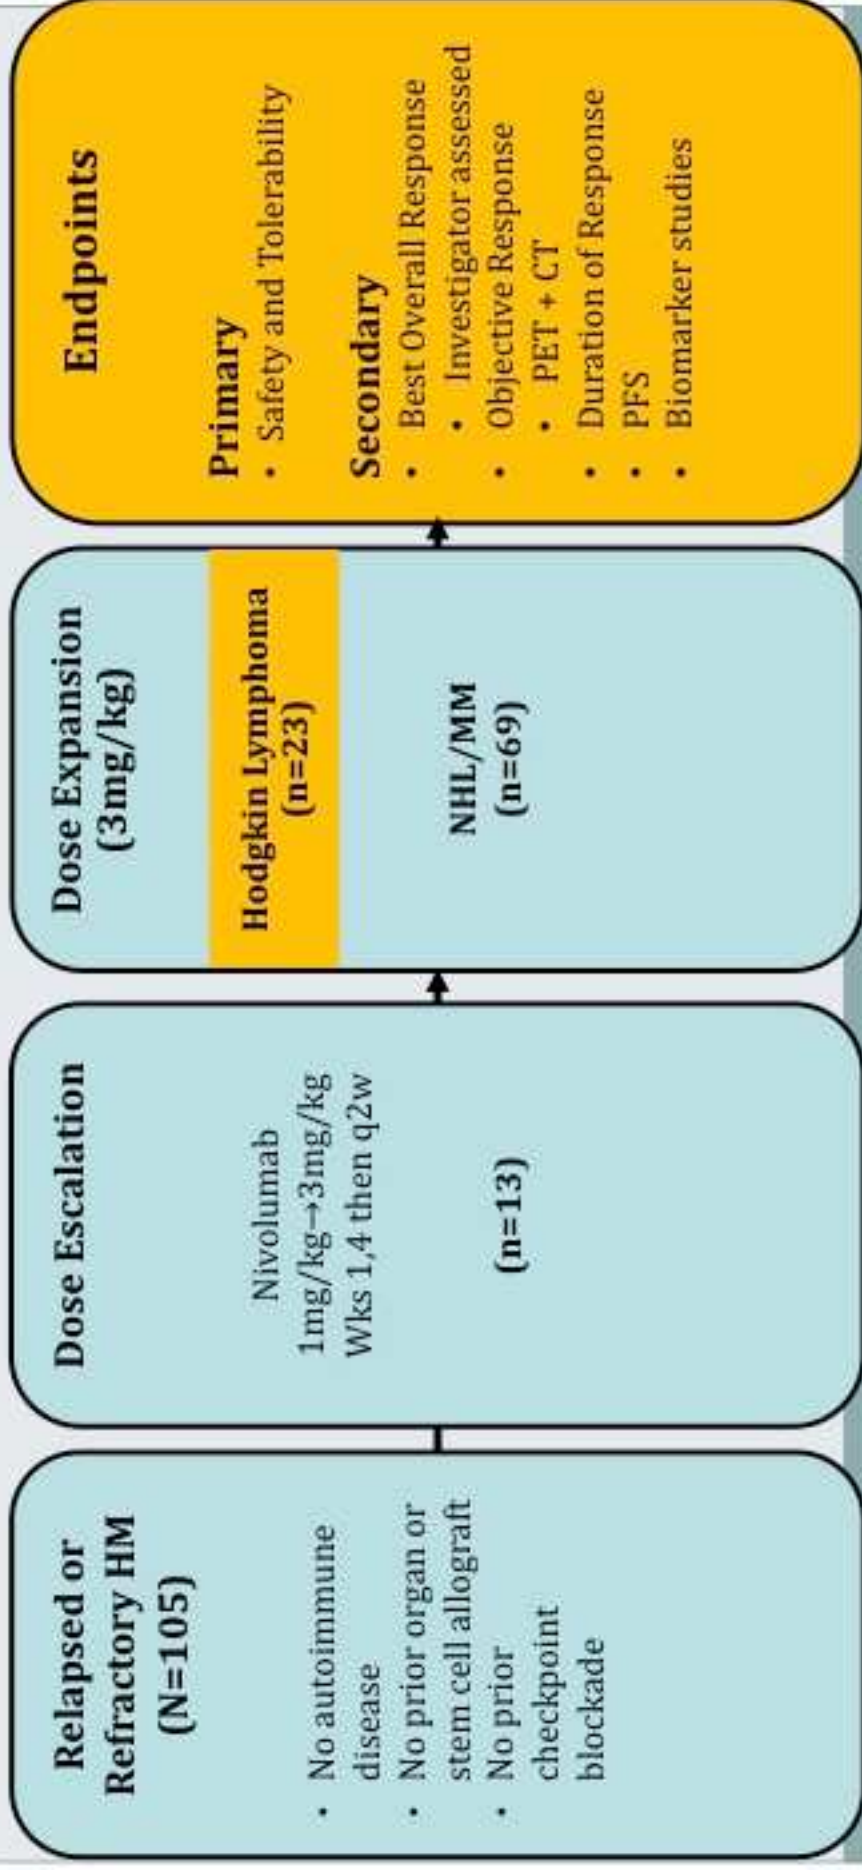 Relapsed or
Refractory HM
(N=105)
• No autoimmune
disease
• No prior organ or
stem cell allograft
• No prior
checkpoint
blockade
Dose Escalation
Nivolumab
1mg/kg→3mg/kg
Wks 1,4 then q2w
(n=13)
Dose Expansion
(3mg/kg)
Hodgkin Lymphoma
(n=23)
NHL/MM
(n=69)
Endpoints
Primary
• Safety and Tolerability
Secondary
• Best Overall Response
• Investigator assessed
• Objective Response
• PET + CT
• Duration of Response
• PFS
• Biomarker studies